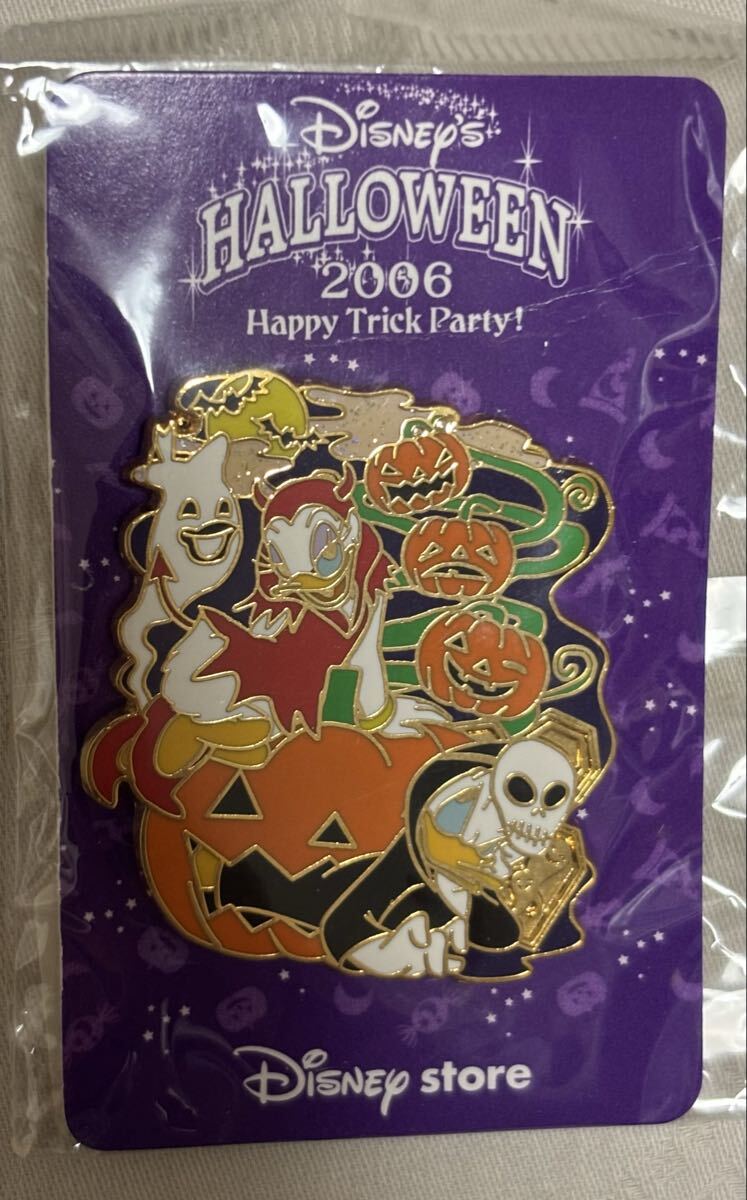 Disney's
HALLOWEEN
2006
Happy Trick Party!
Disney store